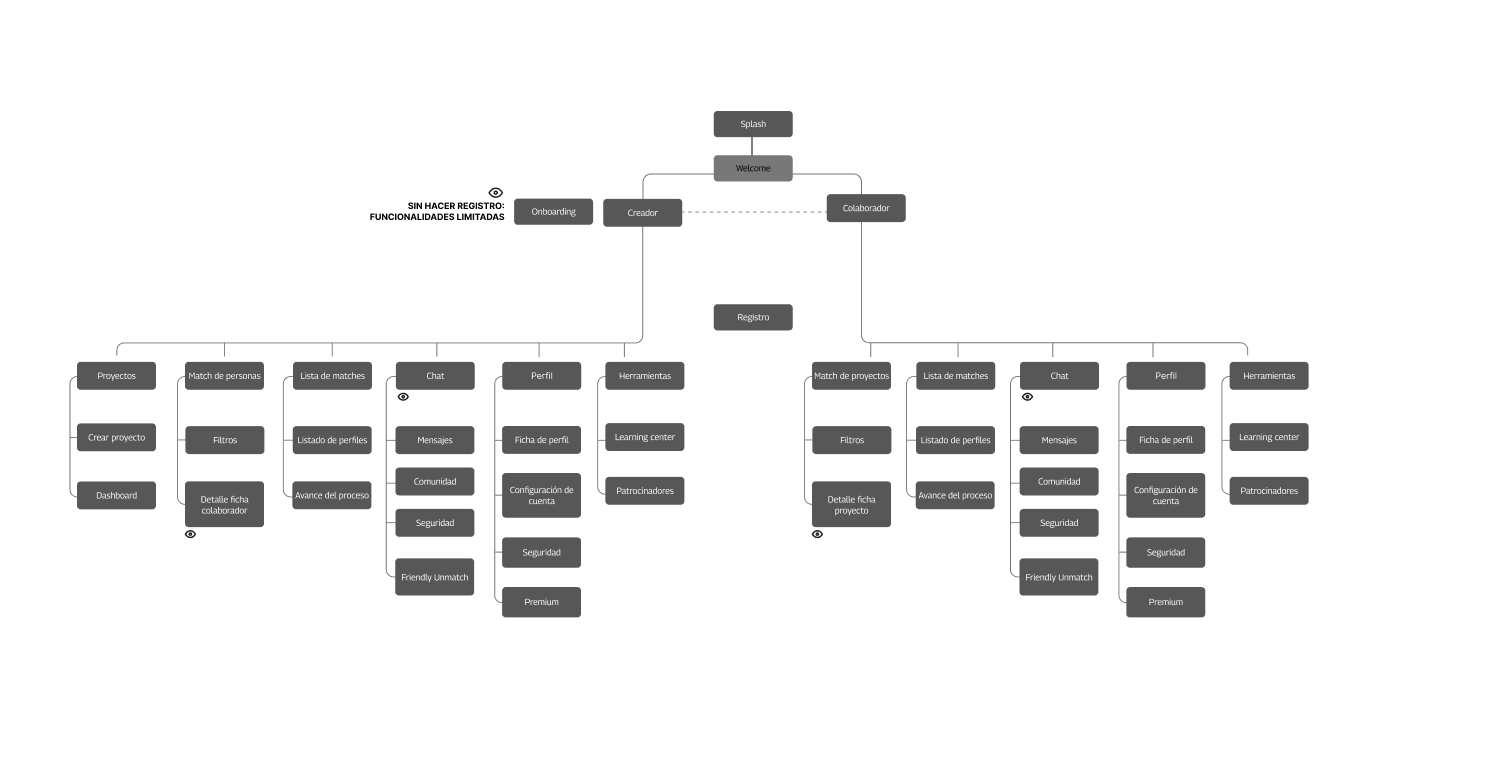 Splash
Welcome
SIN HACER REGISTRO:
FUNCIONALIDADES LIMITADAS
Onboarding
Creador
Colaborador
Registro
Proyectos
Crear proyecto
Dashboard
Match de personas
Filtros
Detalle ficha
colaborador
Lista de matches
Listado de perfiles
Avance del proceso
Chat
Mensajes
Comunidad
Seguridad
Friendly Unmatch
Perfil
Ficha de perfil
Configuración de
cuenta
Seguridad
Premium
Herramientas
Learning center
Patrocinadores
Match de proyectos
Filtros
Detalle ficha
proyecto
Lista de matches
Listado de perfiles
Avance del proceso
Chat
Mensajes
Comunidad
Seguridad
Friendly Unmatch
Perfil
Ficha de perfil
Configuración de
cuenta
Seguridad
Premium
Herramientas
Learning center
Patrocinadores